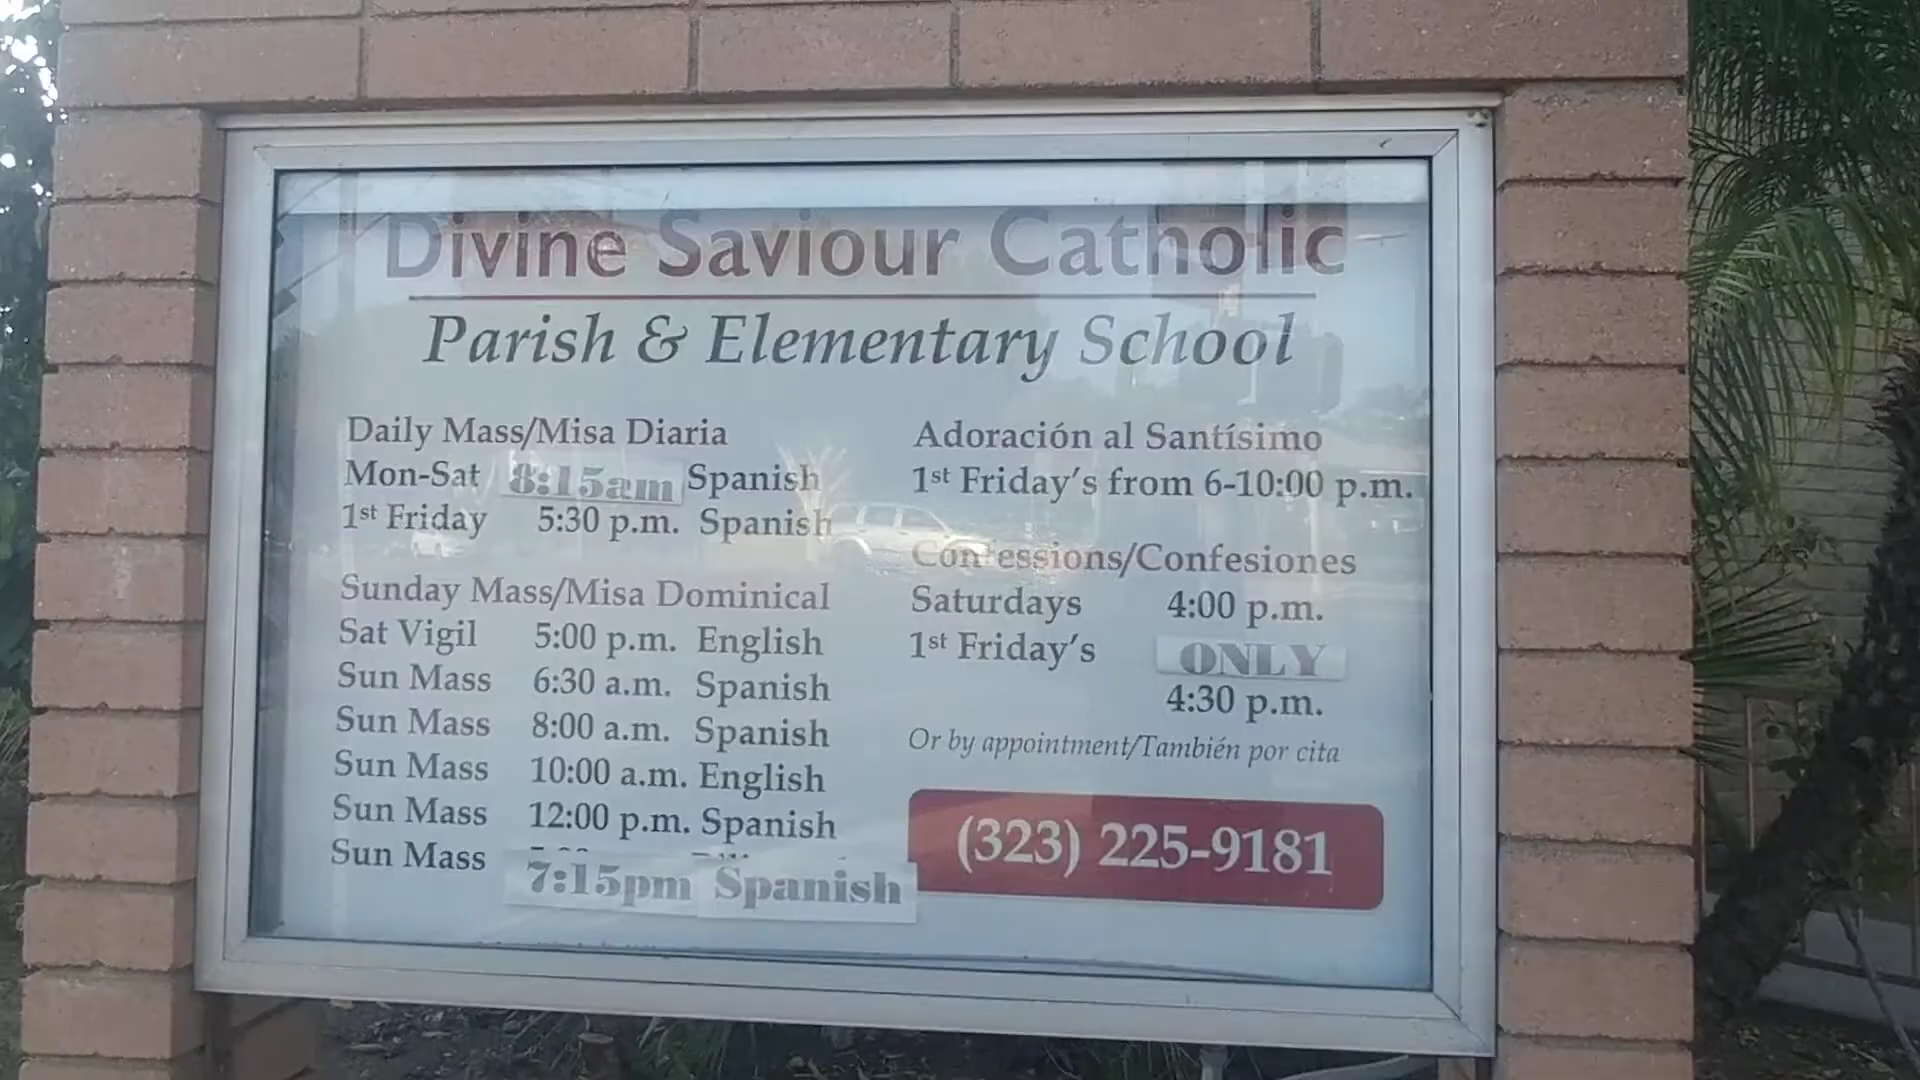 Divine Saviour Catholic
Parish & Elementary School
Daily Mass/Misa Diaria
Mon-Sat 8:15am Spanish
1st Friday 5:30 p.m. Spanish
Sunday Mass/Misa Dominical
Sat Vigil 5:00 p.m. English
Sun Mass 6:30 a.m. Spanish
Sun Mass 8:00 a.m. Spanish
Sun Mass 10:00 a.m. English
Sun Mass 12:00 p.m. Spanish
Sun Mass 7:15pm Spanish
Adoración al Santísimo
1st Friday's from 6-10:00 p.m.
Confessions/Confesiones
Saturdays 4:00 p.m.
1st Friday's ONLY
4:30 p.m.
Or by appointment/También por cita
(323) 225-9181